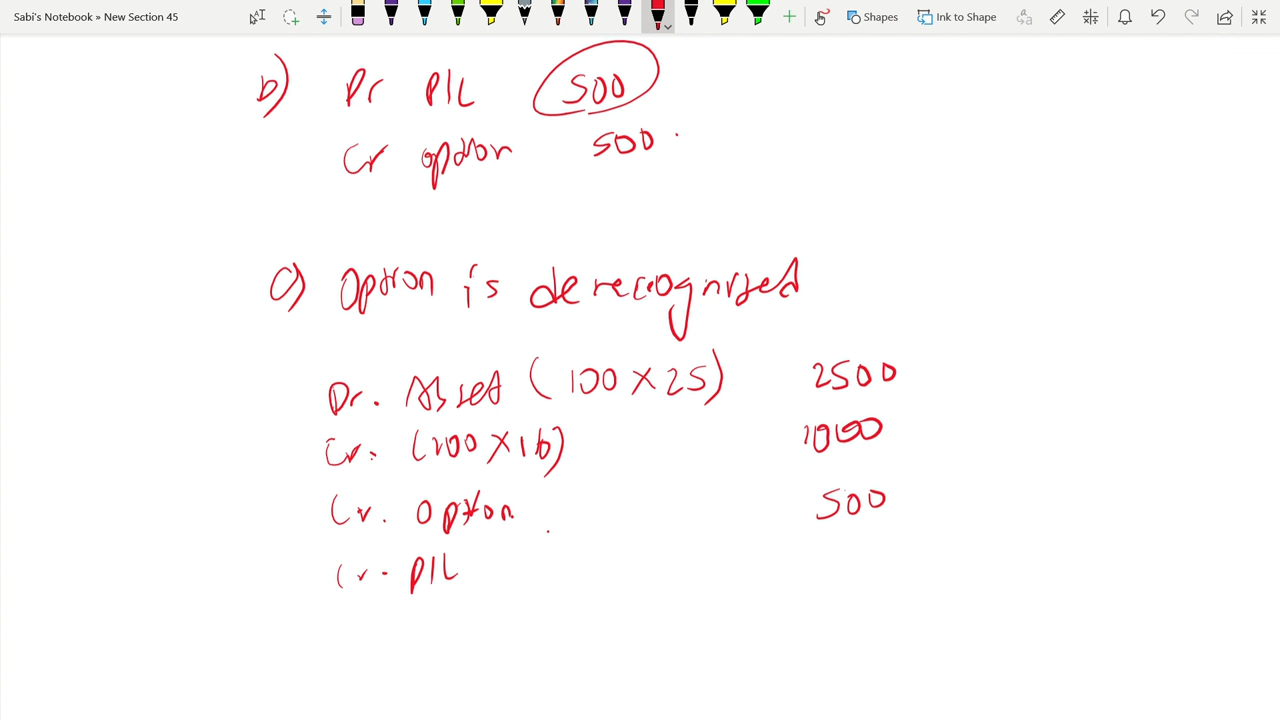 Sabi's Notebook » New Section 45
Shapes
Ink to Shape
b) Dr P/L 500
Cr option 500
c) Option is derecognised
Dr. Asset (100 × 25) 2500
Cr. (100 × 10) 1000
Cr. Option 500
Cr. P/L